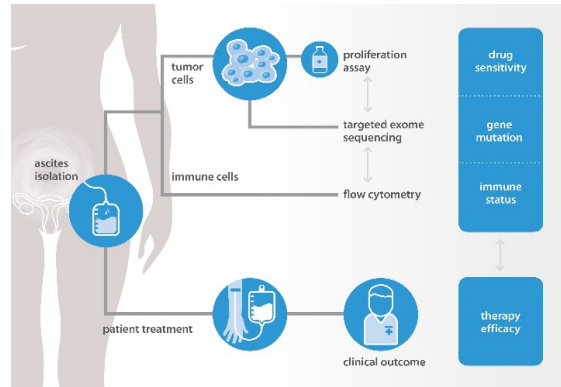 tumor
cells
proliferation
assay
drug
sensitivity
targeted exome
sequencing
gene
mutation
ascites
isolation
immune cells
flow cytometry
immune
status
patient treatment
clinical outcome
therapy
efficacy